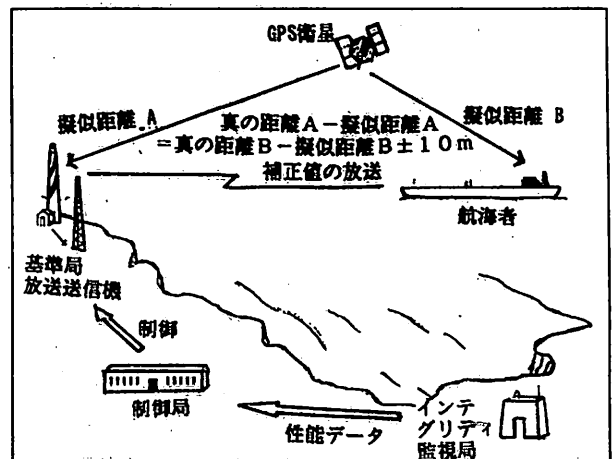 GPS衛星
擬似距離 A
擬似距離 B
真の距離A－擬似距離A
＝真の距離B－擬似距離B±10m
補正値の放送
航海者
基準局
放送送信機
制御
制御局
性能データ
インテ
グリティ
監視局